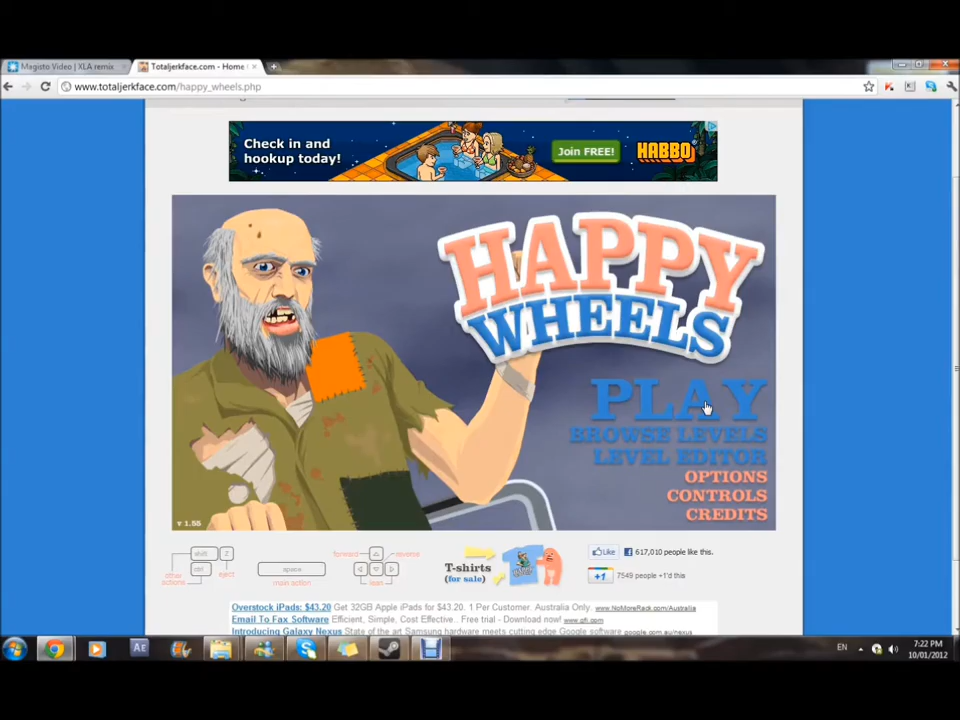 Magisto Video | XLA remix
Totaljerkface.com - Home
www.totaljerkface.com/happy_wheels.php
Check in and
hookup today!
Join FREE!
HABBO
HAPPY
WHEELS
PLAY
BROWSE LEVELS
LEVEL EDITOR
OPTIONS
CONTROLS
CREDITS
v 1.55
shift
Z
ctrl
other
actions
eject
space
main action
forward
reverse
lean
T-shirts
(for sale)
Like
617,010 people like this.
+1
7549 people +1'd this
Overstock iPads: $43.20 Get 32GB Apple iPads for $43.20. 1 Per Customer. Australia Only. www.NoMoreRack.com/Australia
Email To Fax Software Efficient, Simple, Cost Effective.. Free trial - Download now! www.gfi.com
Introducing Galaxy Nexus State of the art Samsung hardware meets cutting edge Google software google.com.au/nexus
Ae
EN
7:22 PM
10/01/2012